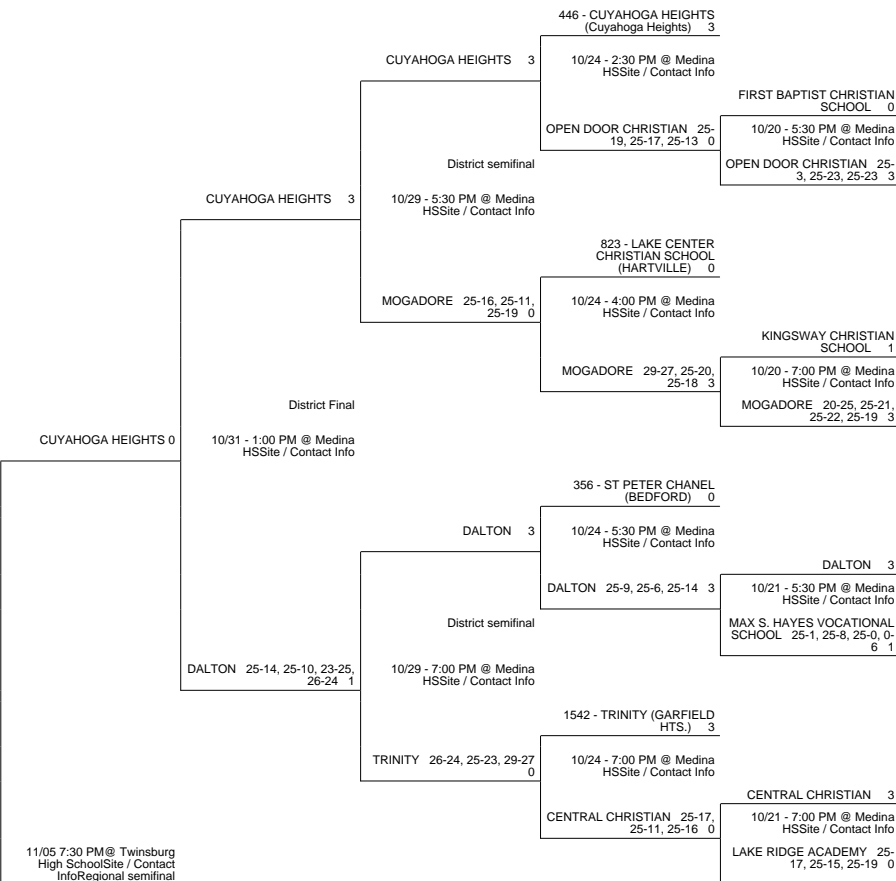 446 - CUYAHOGA HEIGHTS
(Cuyahoga Heights) 3
CUYAHOGA HEIGHTS 3
10/24 - 2:30 PM @ Medina
HSSite / Contact Info
FIRST BAPTIST CHRISTIAN
SCHOOL 0
OPEN DOOR CHRISTIAN 25-
19, 25-17, 25-13 0
10/20 - 5:30 PM @ Medina
HSSite / Contact Info
District semifinal
OPEN DOOR CHRISTIAN 25-
3, 25-23, 25-23 3
CUYAHOGA HEIGHTS 3
10/29 - 5:30 PM @ Medina
HSSite / Contact Info
823 - LAKE CENTER
CHRISTIAN SCHOOL
(HARTVILLE) 0
MOGADORE 25-16, 25-11,
25-19 0
10/24 - 4:00 PM @ Medina
HSSite / Contact Info
KINGSWAY CHRISTIAN
SCHOOL 1
MOGADORE 29-27, 25-20,
25-18 3
10/20 - 7:00 PM @ Medina
HSSite / Contact Info
District Final
MOGADORE 20-25, 25-21,
25-22, 25-19 3
CUYAHOGA HEIGHTS 0
10/31 - 1:00 PM @ Medina
HSSite / Contact Info
356 - ST PETER CHANEL
(BEDFORD) 0
DALTON 3
10/24 - 5:30 PM @ Medina
HSSite / Contact Info
DALTON 3
DALTON 25-9, 25-6, 25-14 3
10/21 - 5:30 PM @ Medina
HSSite / Contact Info
District semifinal
MAX S. HAYES VOCATIONAL
SCHOOL 25-1, 25-8, 25-0, 0-
6 1
DALTON 25-14, 25-10, 23-25,
26-24 1
10/29 - 7:00 PM @ Medina
HSSite / Contact Info
1542 - TRINITY (GARFIELD
HTS.) 3
TRINITY 26-24, 25-23, 29-27
0
10/24 - 7:00 PM @ Medina
HSSite / Contact Info
CENTRAL CHRISTIAN 3
CENTRAL CHRISTIAN 25-17,
25-11, 25-16 0
10/21 - 7:00 PM @ Medina
HSSite / Contact Info
11/05 7:30 PM@ Twinsburg
High SchoolSite / Contact
InfoRegional semifinal
LAKE RIDGE ACADEMY 25-
17, 25-15, 25-19 0